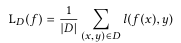 L_D(f) = \frac{1}{|D|} \sum_{(x,y) \in D} l(f(x), y)